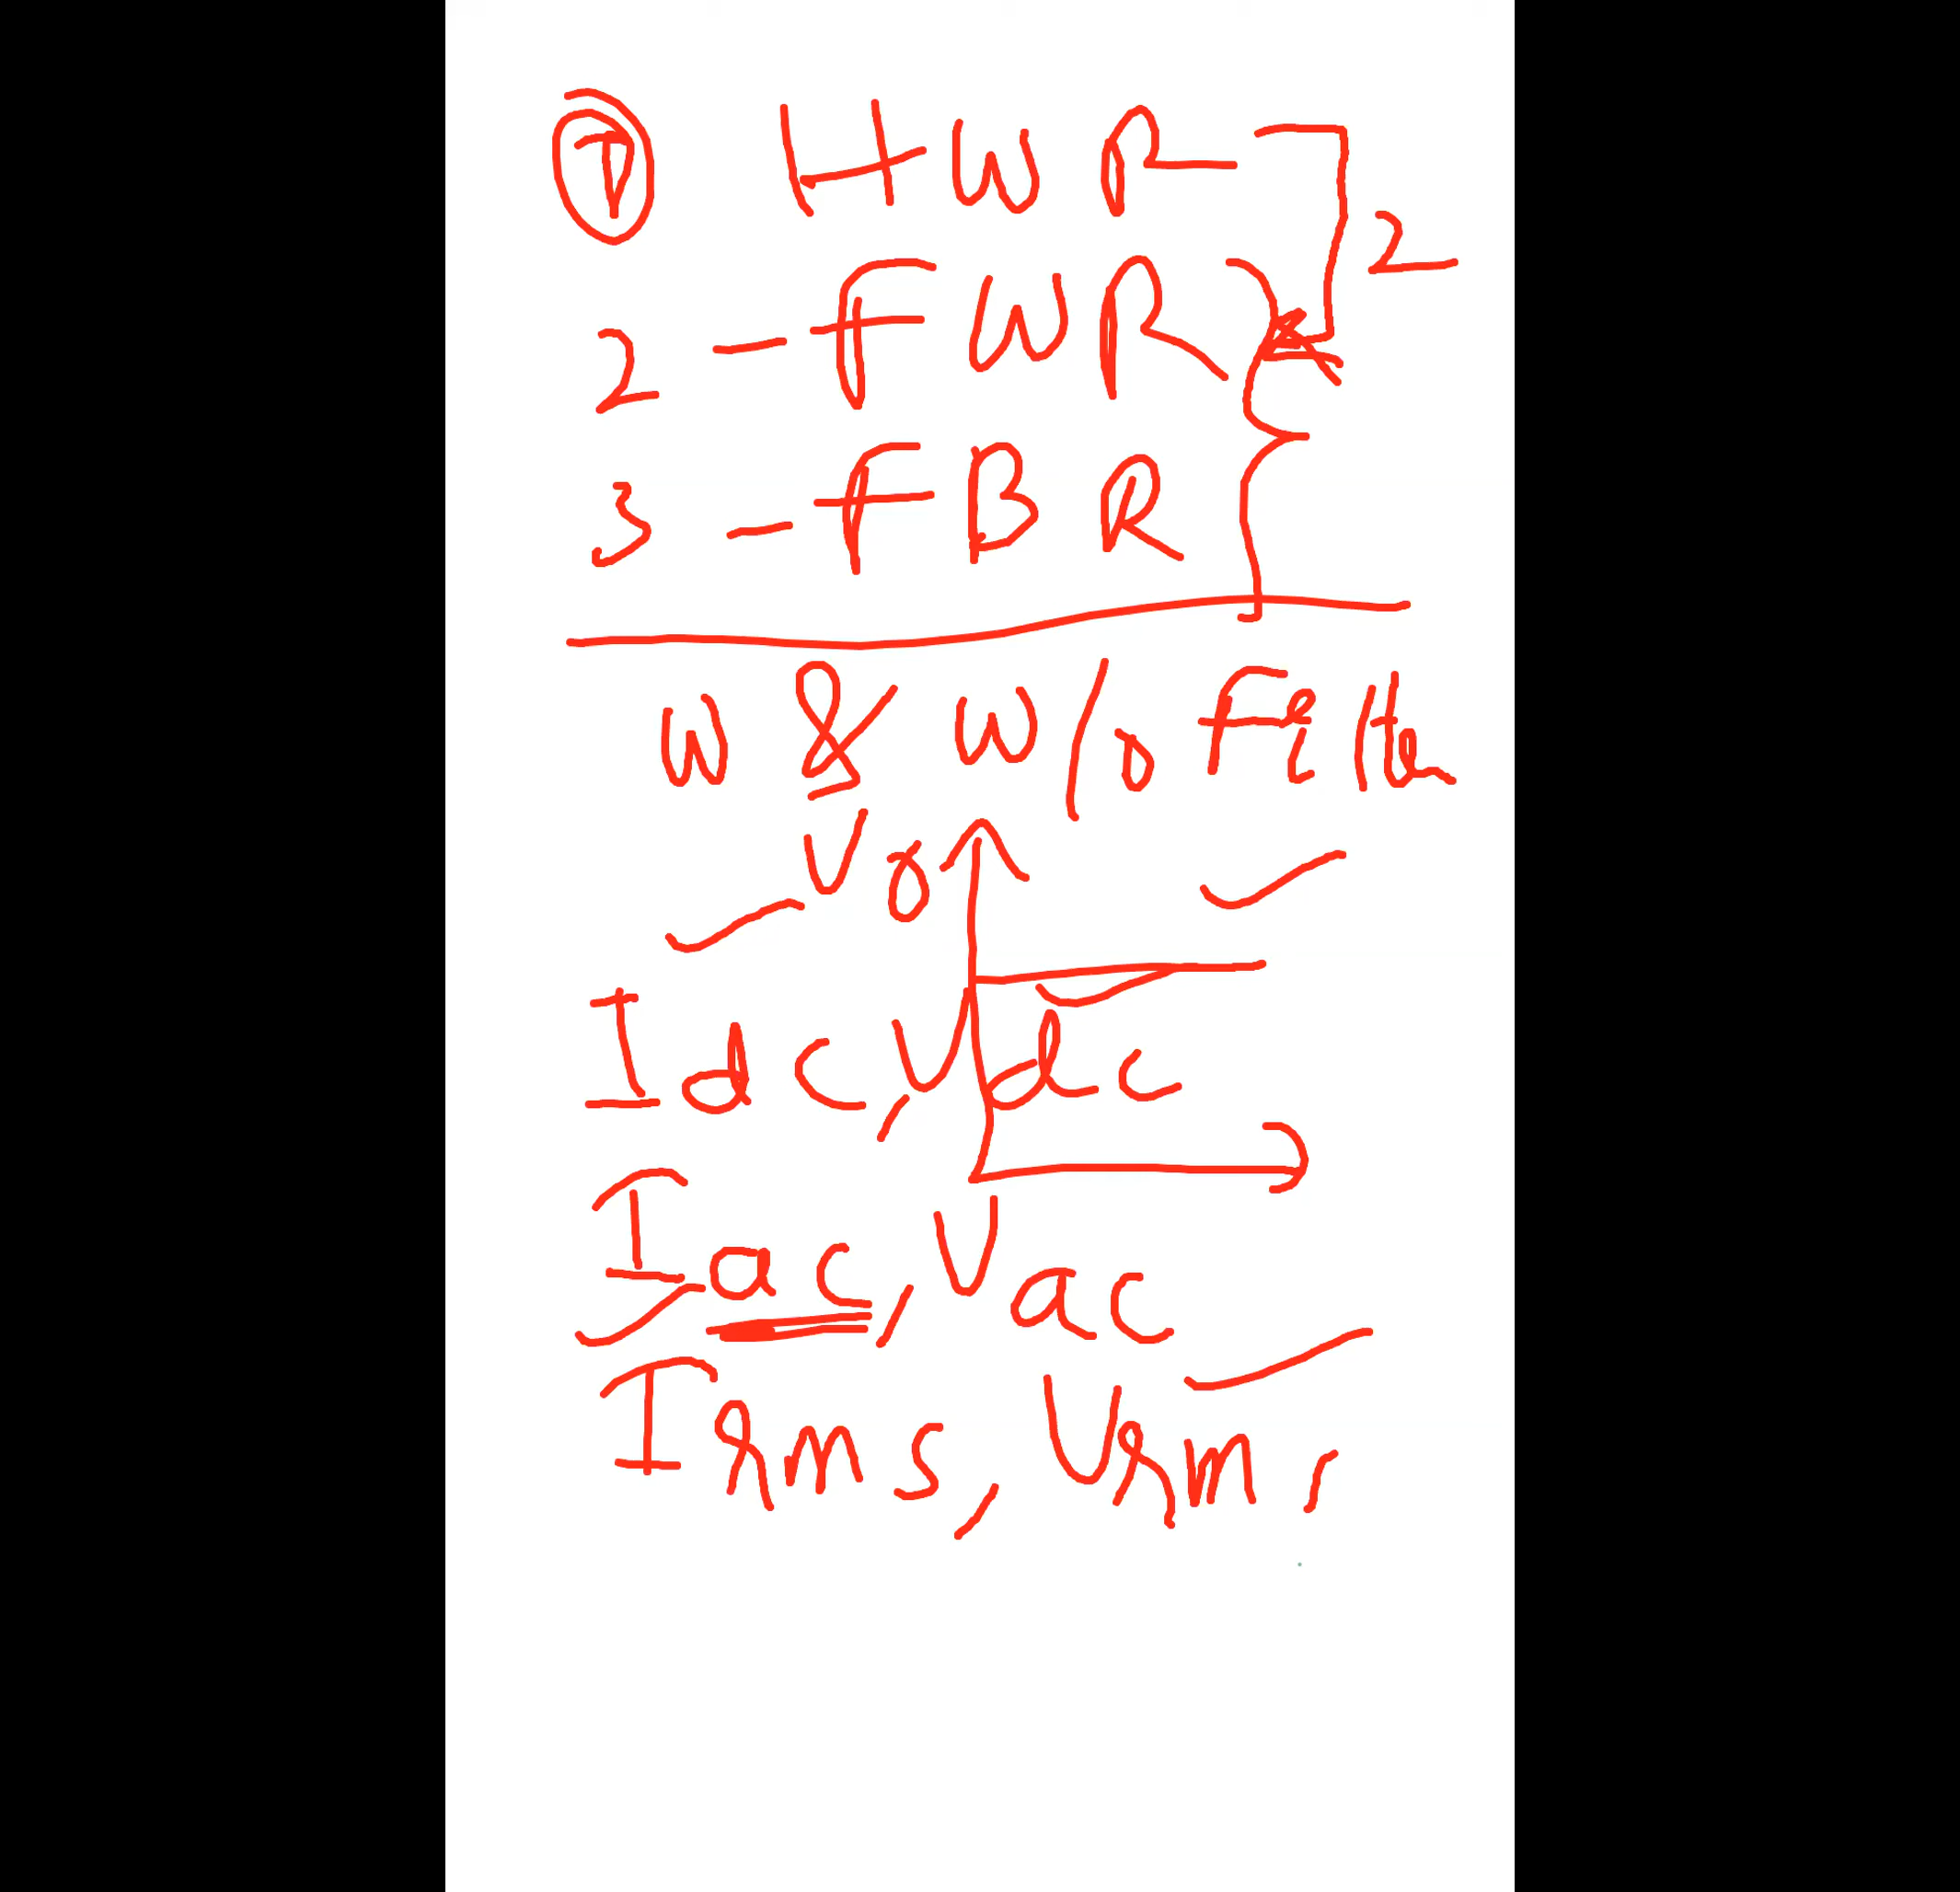 ① HWR
2
2 - FWR
3 - FBR
w & w/o Filter
Vo
Idc, Vdc
Iac, Vac
Irms, Vrms